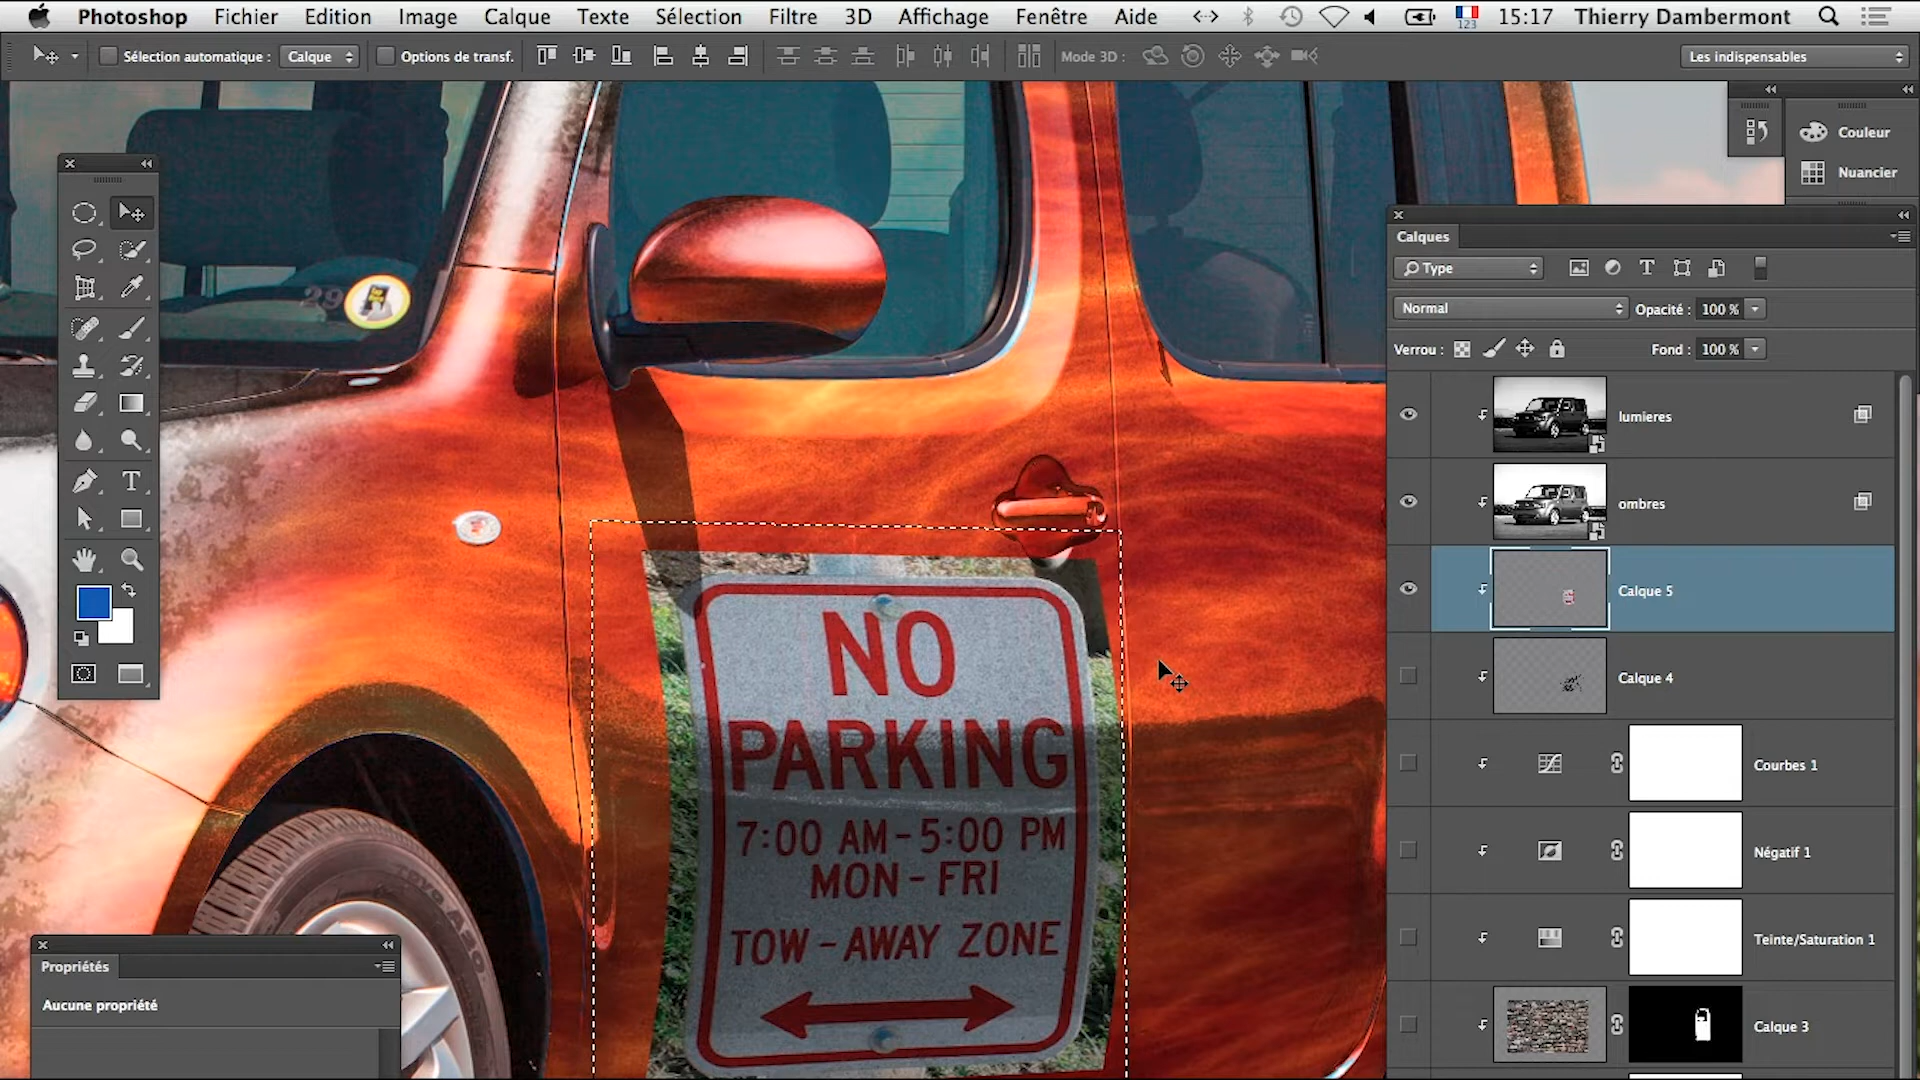 Photoshop Fichier Edition Image Calque Texte Sélection Filtre 3D Affichage Fenêtre Aide 123 15:17 Thierry Dambermont
Sélection automatique : Calque Options de transf. Mode 3D : Les indispensables
Couleur
Nuancier
Calques
Type
Normal Opacité : 100 %
Verrou : Fond : 100 %
lumieres
ombres
Calque 5
Calque 4
Courbes 1
Négatif 1
Teinte/Saturation 1
Calque 3
Propriétés
Aucune propriété
29
NO
PARKING
7:00 AM-5:00 PM
MON-FRI
TOW-AWAY ZONE